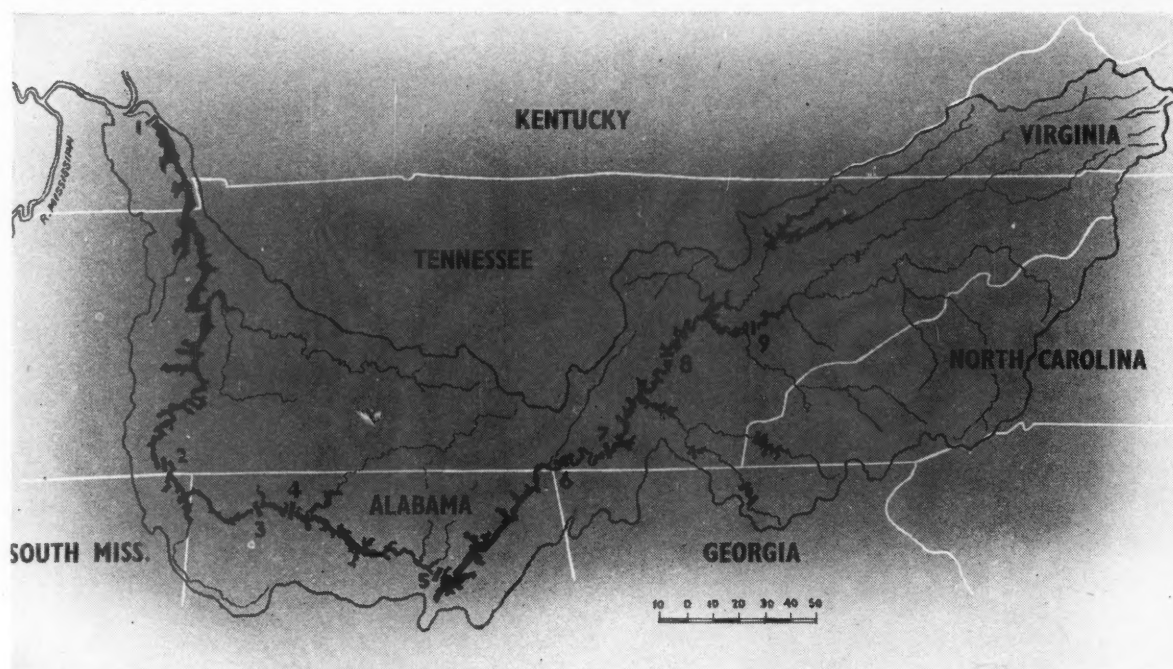 KENTUCKY
VIRGINIA
R. MISSISSIPPI
TENNESSEE
NORTH CAROLINA
ALABAMA
SOUTH MISS.
GEORGIA
1
2
3
4
5
6
7
8
9
10 0 10 20 30 40 50